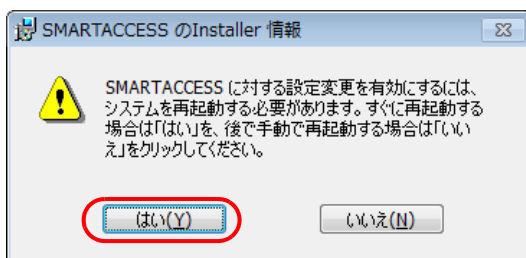 SMARTACCESS のInstaller 情報
SMARTACCESS に対する設定変更を有効にするには、
システムを再起動する必要があります。すぐに再起動する
場合は「はい」を、後で手動で再起動する場合は「いい
え」をクリックしてください。
はい(Y)
いいえ(N)